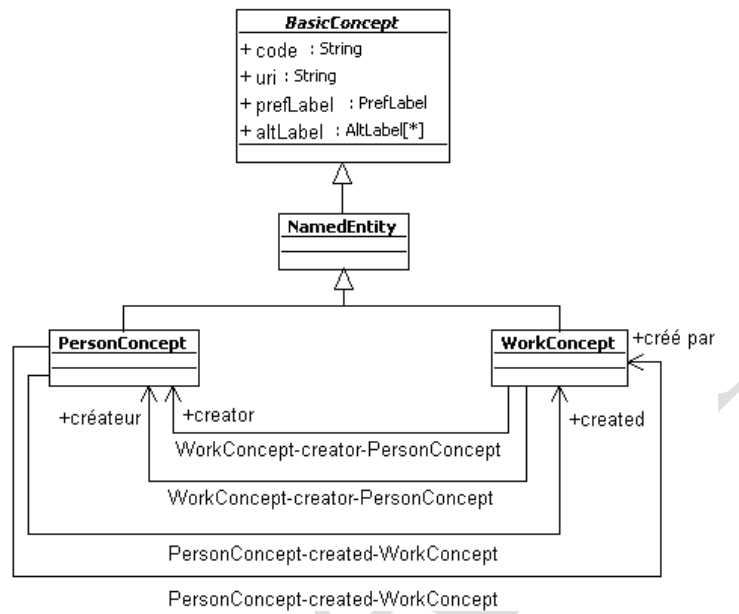 BasicConcept
+ code : String
+ uri : String
+ prefLabel : PrefLabel
+ altLabel : AltLabel[*]
NamedEntity
PersonConcept
WorkConcept
+créé par
+créateur
+creator
+created
WorkConcept-creator-PersonConcept
WorkConcept-creator-PersonConcept
PersonConcept-created-WorkConcept
PersonConcept-created-WorkConcept